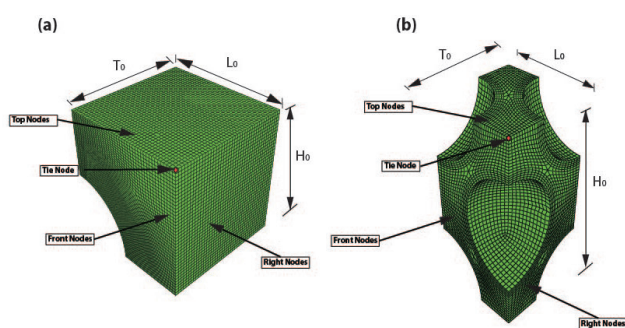 (a)
T₀
L₀
Top Nodes
Tie Node
H₀
Front Nodes
Right Nodes
(b)
T₀
L₀
Top Nodes
Tie Node
H₀
Front Nodes
Right Nodes